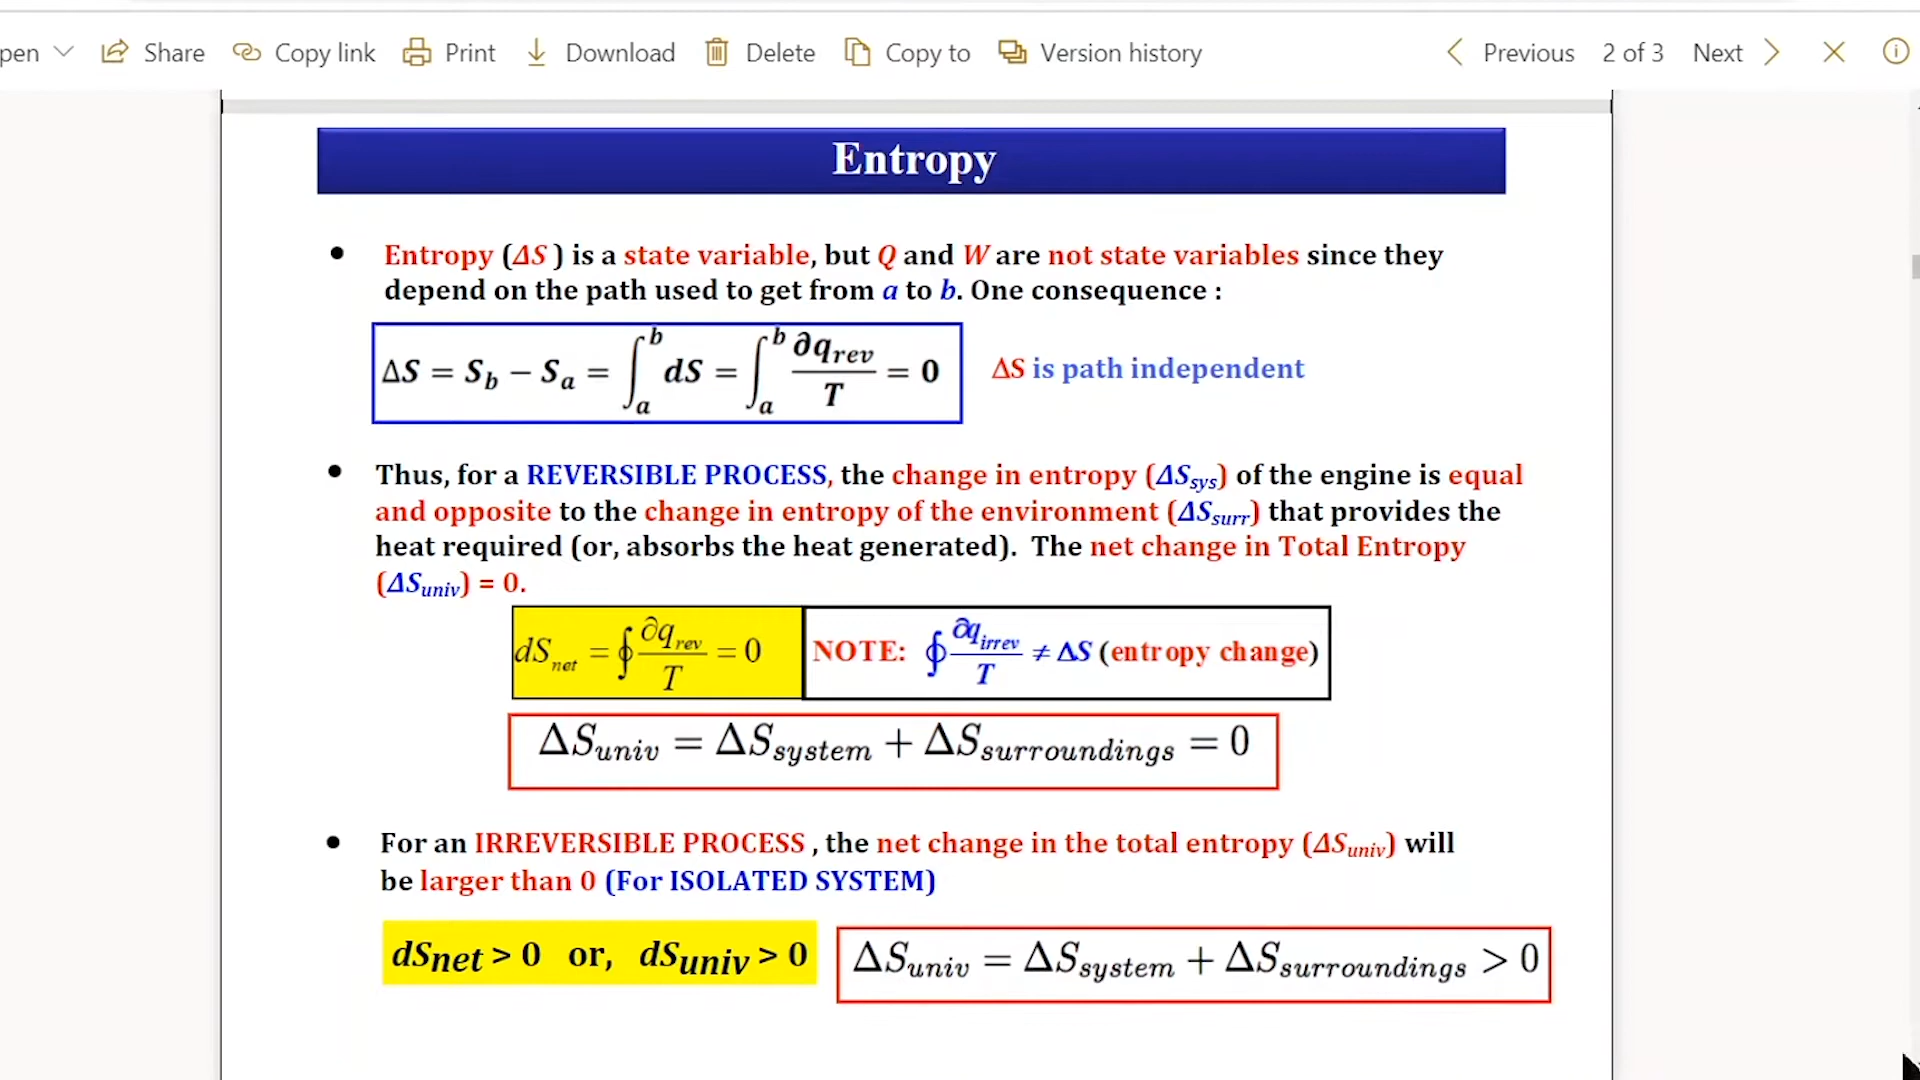 pen Share Copy link Print Download Delete Copy to Version history Previous 2 of 3 Next
Entropy
• Entropy (ΔS ) is a state variable, but Q and W are not state variables since they
depend on the path used to get from a to b. One consequence :
ΔS = S_b − S_a = ∫_a^b dS = ∫_a^b ∂q_rev / T = 0 ΔS is path independent
• Thus, for a REVERSIBLE PROCESS, the change in entropy (ΔS_sys) of the engine is equal
and opposite to the change in entropy of the environment (ΔS_surr) that provides the
heat required (or, absorbs the heat generated). The net change in Total Entropy
(ΔS_univ) = 0.
dS_net = ∮ ∂q_rev / T = 0 NOTE: ∮ ∂q_irrev / T ≠ ΔS (entropy change)
ΔS_univ = ΔS_system + ΔS_surroundings = 0
• For an IRREVERSIBLE PROCESS , the net change in the total entropy (ΔS_univ) will
be larger than 0 (For ISOLATED SYSTEM)
dS_net > 0 or, dS_univ > 0 ΔS_univ = ΔS_system + ΔS_surroundings > 0